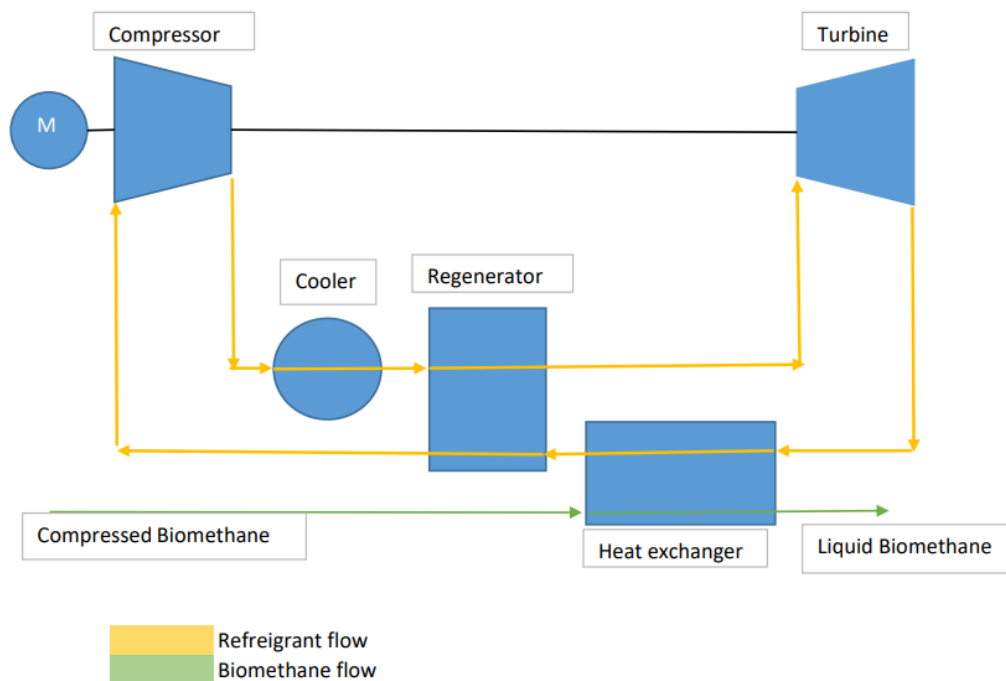 Compressor
Turbine
M
Cooler
Regenerator
Compressed Biomethane
Heat exchanger
Liquid Biomethane
Refreigrant flow
Biomethane flow